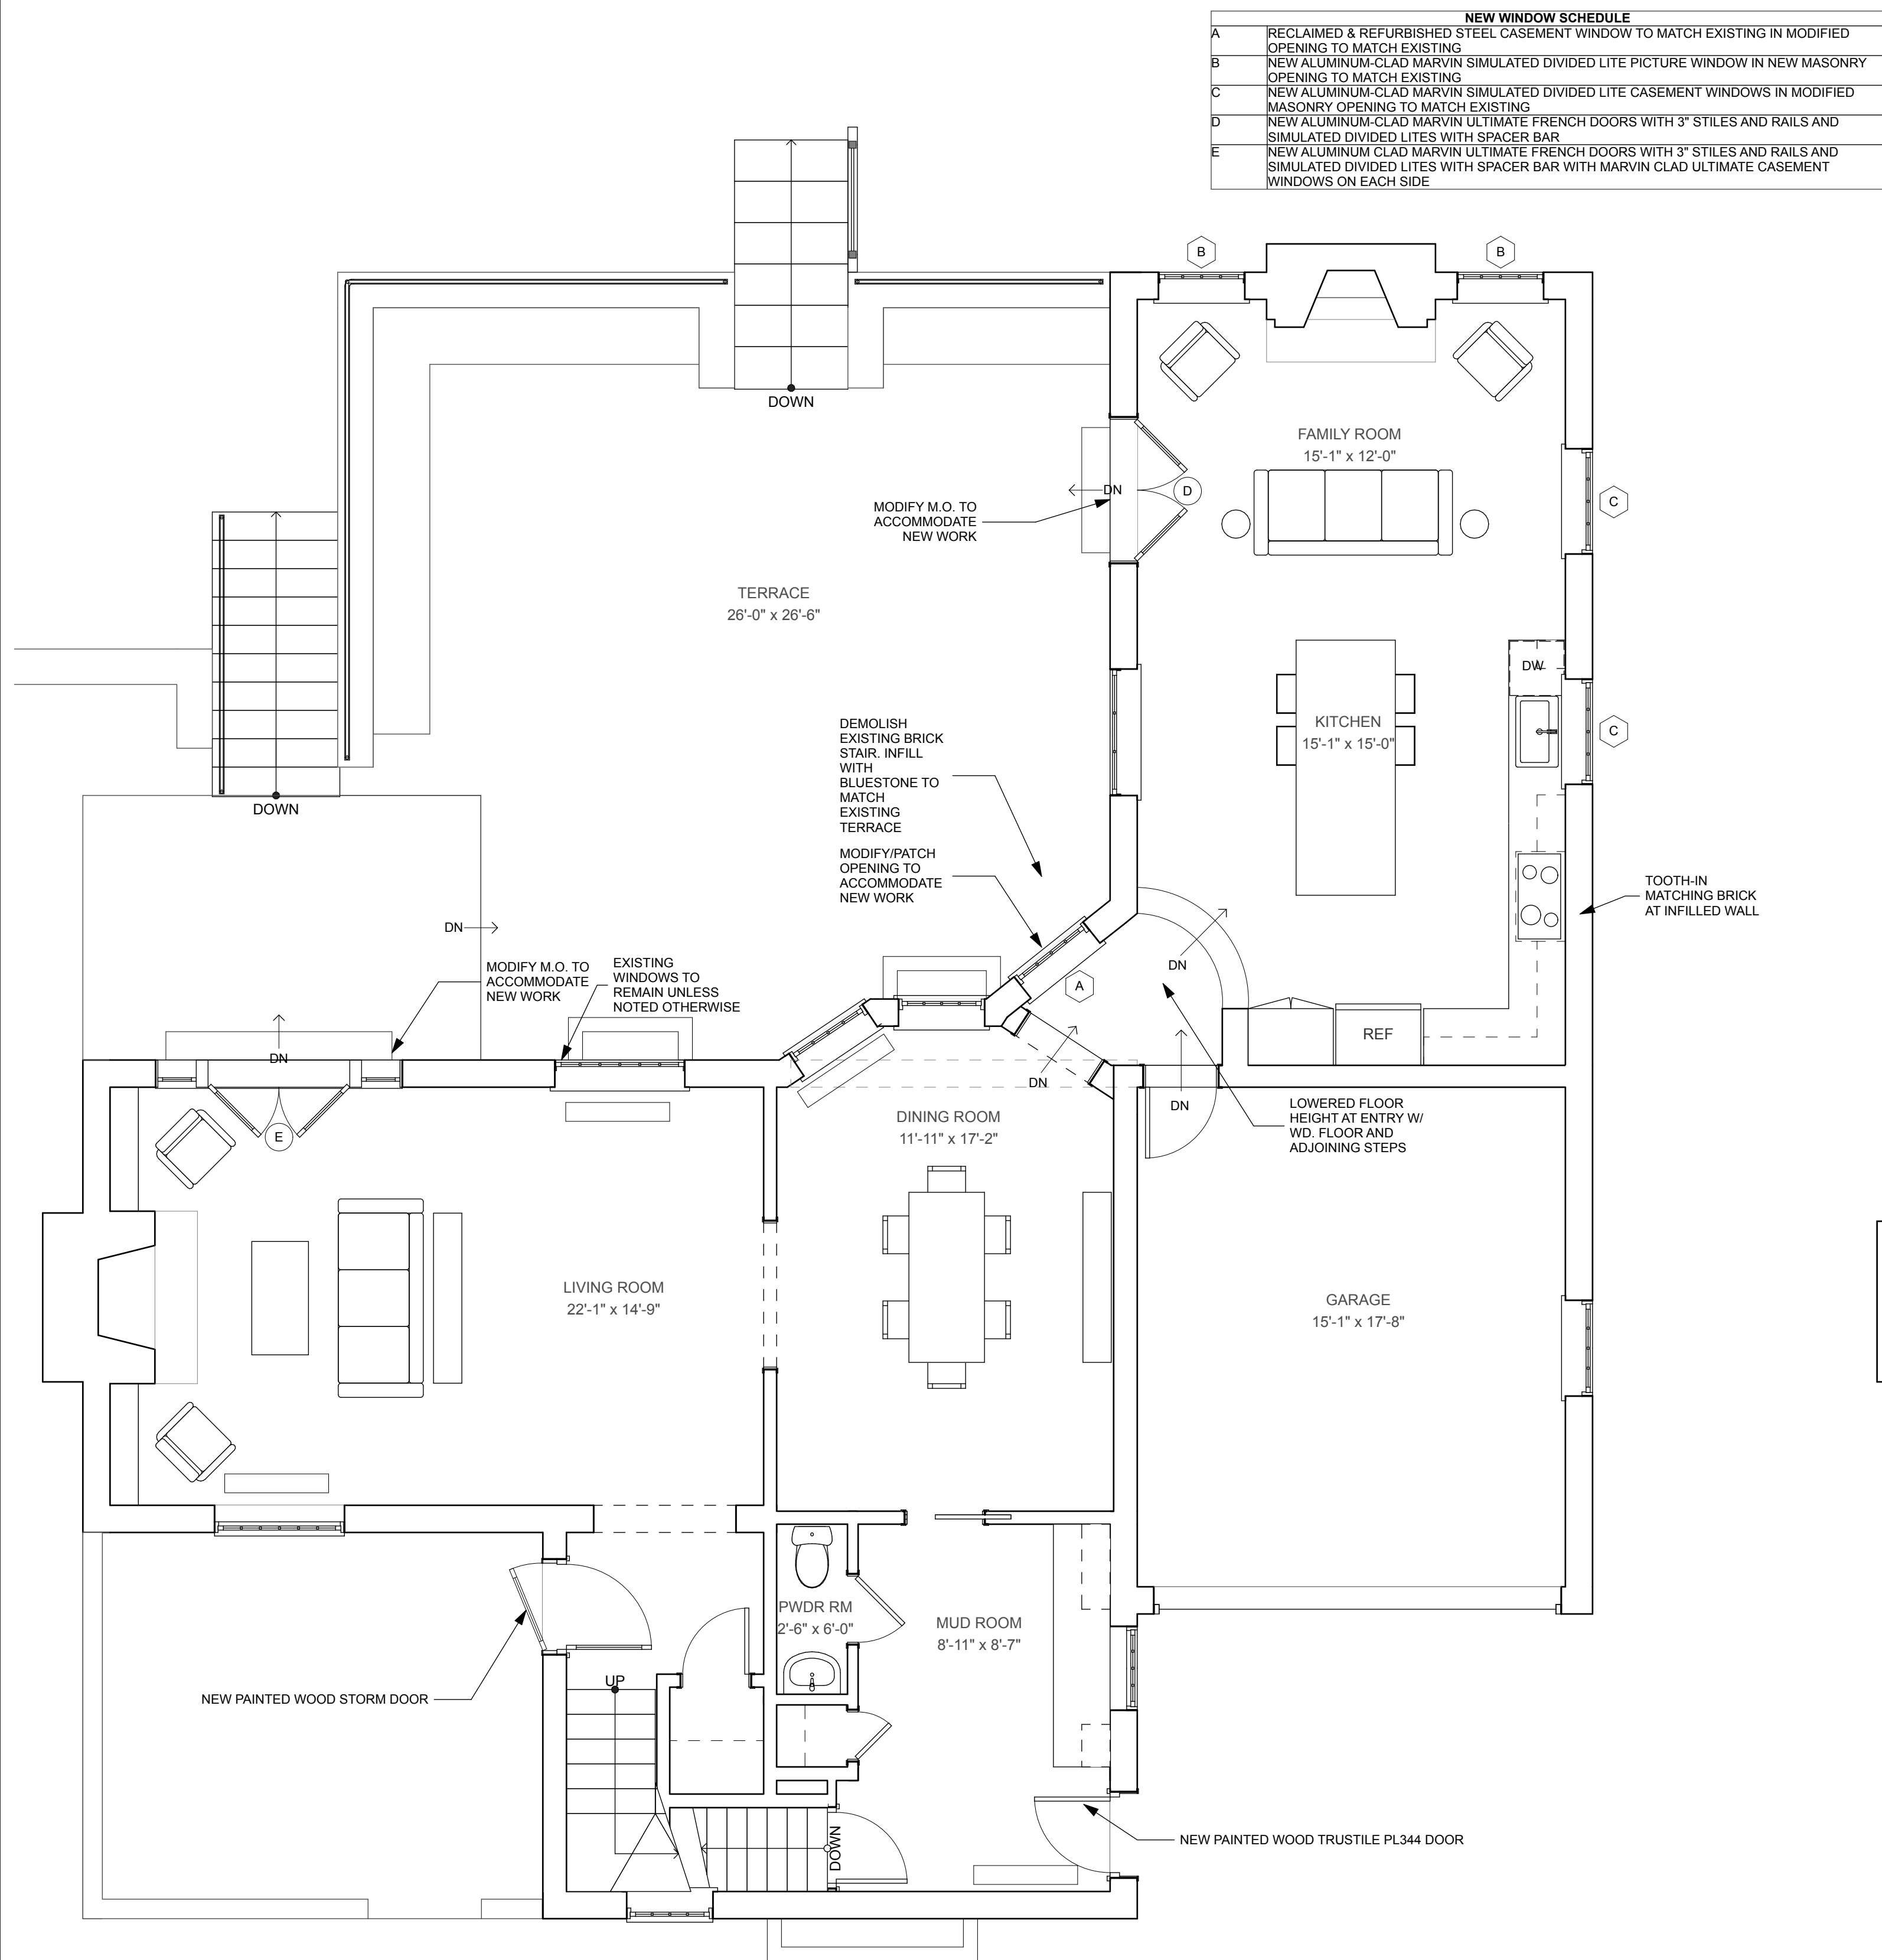 NEW WINDOW SCHEDULE
A RECLAIMED & REFURBISHED STEEL CASEMENT WINDOW TO MATCH EXISTING IN MODIFIED
OPENING TO MATCH EXISTING
B NEW ALUMINUM-CLAD MARVIN SIMULATED DIVIDED LITE PICTURE WINDOW IN NEW MASONRY
OPENING TO MATCH EXISTING
C NEW ALUMINUM-CLAD MARVIN SIMULATED DIVIDED LITE CASEMENT WINDOWS IN MODIFIED
MASONRY OPENING TO MATCH EXISTING
D NEW ALUMINUM-CLAD MARVIN ULTIMATE FRENCH DOORS WITH 3" STILES AND RAILS AND
SIMULATED DIVIDED LITES WITH SPACER BAR
E NEW ALUMINUM CLAD MARVIN ULTIMATE FRENCH DOORS WITH 3" STILES AND RAILS AND
SIMULATED DIVIDED LITES WITH SPACER BAR WITH MARVIN CLAD ULTIMATE CASEMENT
WINDOWS ON EACH SIDE
B
B
DOWN
FAMILY ROOM
15'-1" x 12'-0"
DN
D
C
MODIFY M.O. TO
ACCOMMODATE
NEW WORK
TERRACE
26'-0" x 26'-6"
DW
KITCHEN
15'-1" x 15'-0"
C
DEMOLISH
EXISTING BRICK
STAIR. INFILL
WITH
BLUESTONE TO
MATCH
EXISTING
TERRACE
DOWN
MODIFY/PATCH
OPENING TO
ACCOMMODATE
NEW WORK
TOOTH-IN
MATCHING BRICK
AT INFILLED WALL
DN
DN
MODIFY M.O. TO
ACCOMMODATE
NEW WORK
EXISTING
WINDOWS TO
REMAIN UNLESS
NOTED OTHERWISE
A
REF
DN
DN
DN
LOWERED FLOOR
HEIGHT AT ENTRY W/
WD. FLOOR AND
ADJOINING STEPS
E
DINING ROOM
11'-11" x 17'-2"
LIVING ROOM
22'-1" x 14'-9"
GARAGE
15'-1" x 17'-8"
PWDR RM
2'-6" x 6'-0"
MUD ROOM
8'-11" x 8'-7"
UP
NEW PAINTED WOOD STORM DOOR
DOWN
NEW PAINTED WOOD TRUSTILE PL344 DOOR